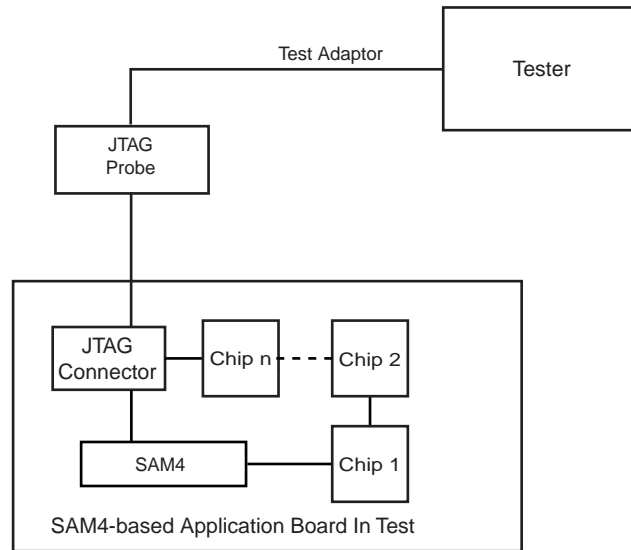 Test Adaptor
Tester
JTAG
Probe
JTAG
Connector
Chip n
Chip 2
SAM4
Chip 1
SAM4-based Application Board In Test